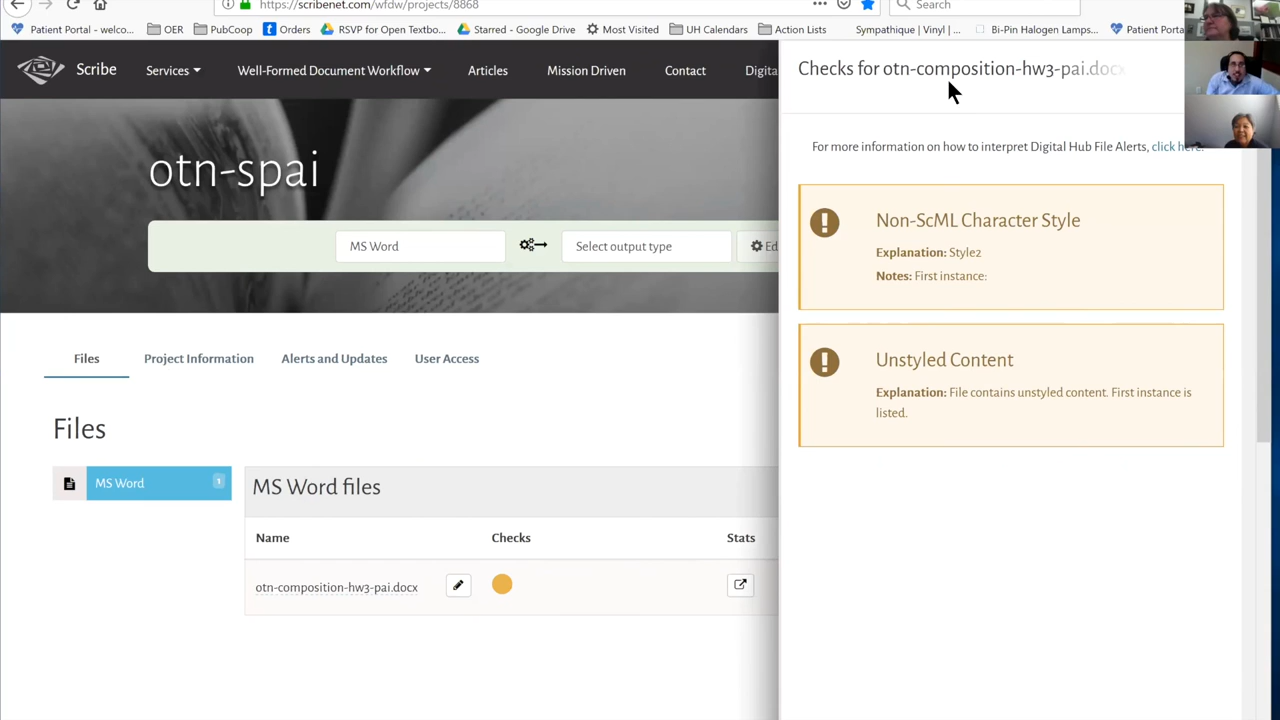 https://scribenet.com/wfdw/projects/8868
Search
Patient Portal - welco...
OER
PubCoop
Orders
RSVP for Open Textbo...
Starred - Google Drive
Most Visited
UH Calendars
Action Lists
Sympathique | Vinyl | ...
Bi-Pin Halogen Lamps...
Patient Porta
Scribe
Services
Well-Formed Document Workflow
Articles
Mission Driven
Contact
Digita
otn-spai
MS Word
Select output type
Ed
Files
Project Information
Alerts and Updates
User Access
Files
MS Word
1
MS Word files
Name
Checks
Stats
otn-composition-hw3-pai.docx
Checks for otn-composition-hw3-pai.docx
For more information on how to interpret Digital Hub File Alerts, click here.
Non-ScML Character Style
Explanation: Style2
Notes: First instance:
Unstyled Content
Explanation: File contains unstyled content. First instance is
listed.